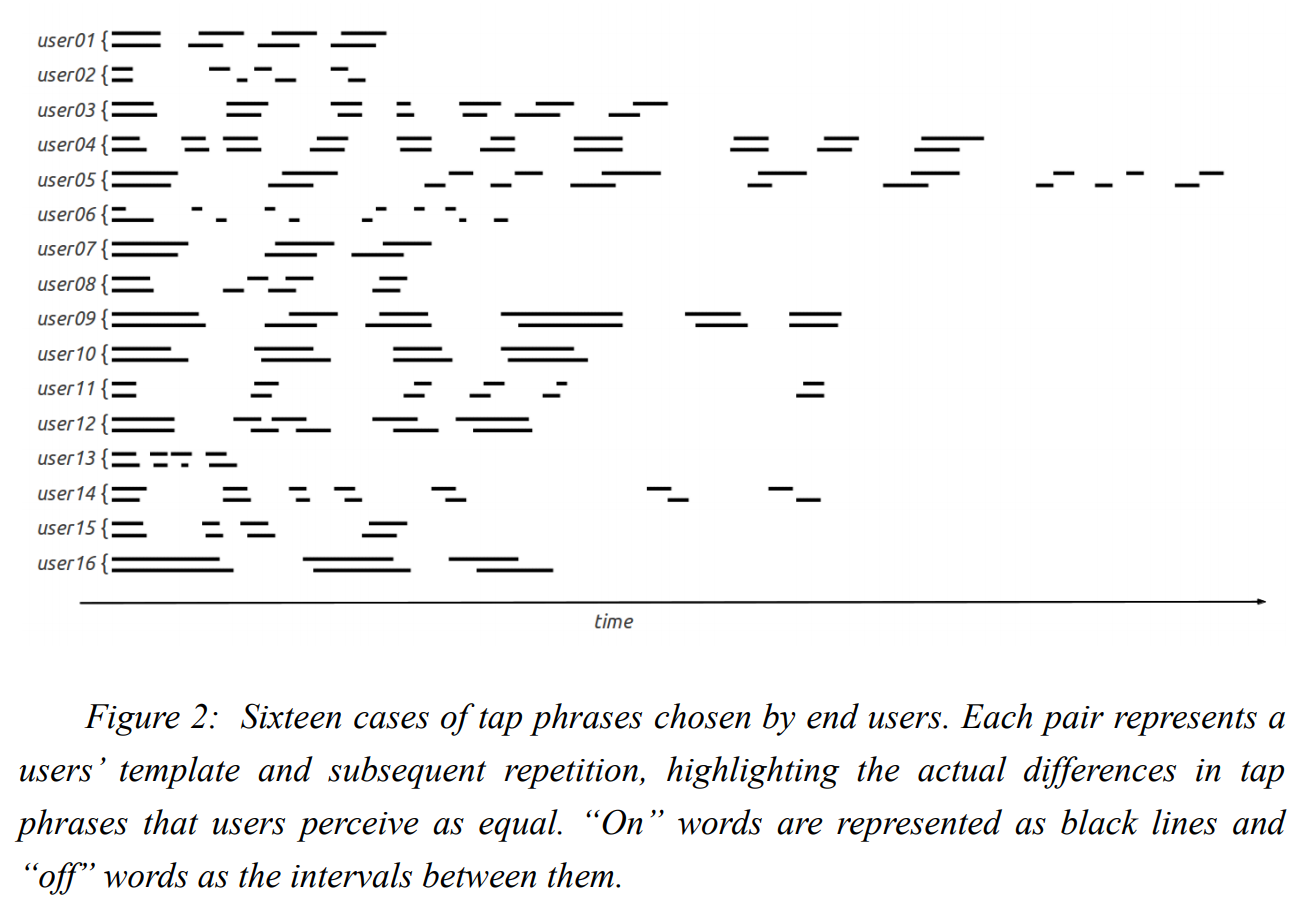 user01 {
user02 {
user03 {
user04 {
user05 {
user06 {
user07 {
user08 {
user09 {
user10 {
user11 {
user12 {
user13 {
user14 {
user15 {
user16 {
time
Figure 2: Sixteen cases of tap phrases chosen by end users. Each pair represents a
users’ template and subsequent repetition, highlighting the actual differences in tap
phrases that users perceive as equal. “On” words are represented as black lines and
“off” words as the intervals between them.